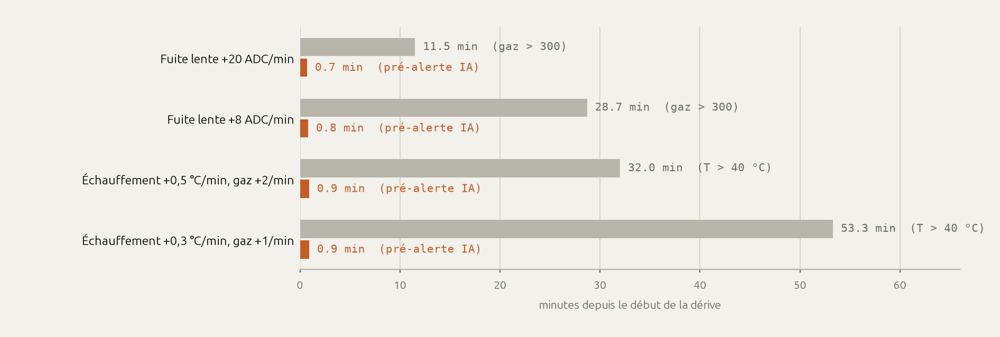 11.5 min (gaz > 300)
Fuite lente +20 ADC/min
0.7 min (pré-alerte IA)
28.7 min (gaz > 300)
Fuite lente +8 ADC/min
0.8 min (pré-alerte IA)
32.0 min (T > 40 °C)
Échauffement +0,5 °C/min, gaz +2/min
0.9 min (pré-alerte IA)
53.3 min (T > 40 °C)
Échauffement +0,3 °C/min, gaz +1/min
0.9 min (pré-alerte IA)
0 10 20 30 40 50 60
minutes depuis le début de la dérive